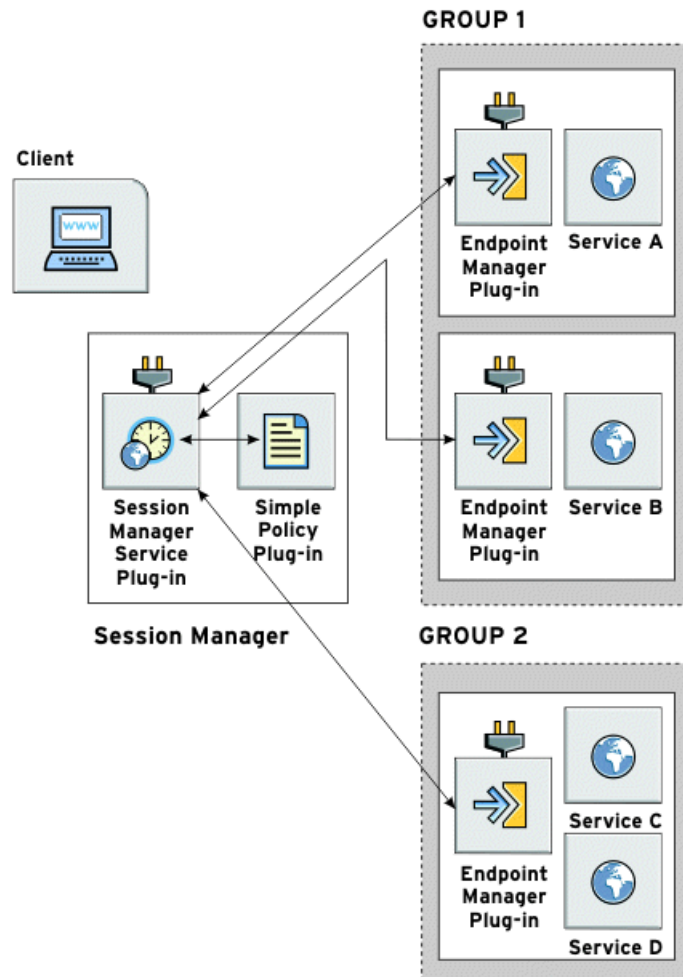 GROUP 1
Client
www
Endpoint
Manager
Plug-in
Service A
Endpoint
Manager
Plug-in
Service B
Session
Manager
Service
Plug-in
Simple
Policy
Plug-in
Session Manager
GROUP 2
Service C
Endpoint
Manager
Plug-in
Service D